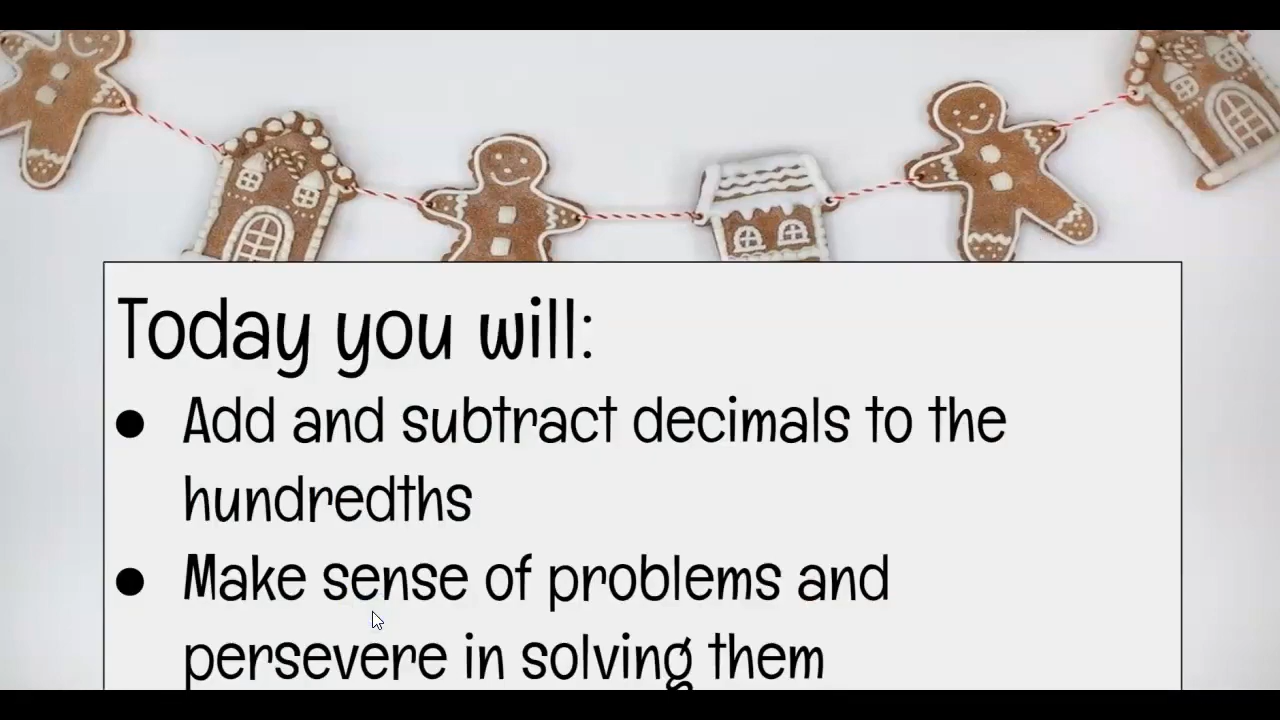 Today you will:
● Add and subtract decimals to the
hundredths
● Make sense of problems and
persevere in solving them